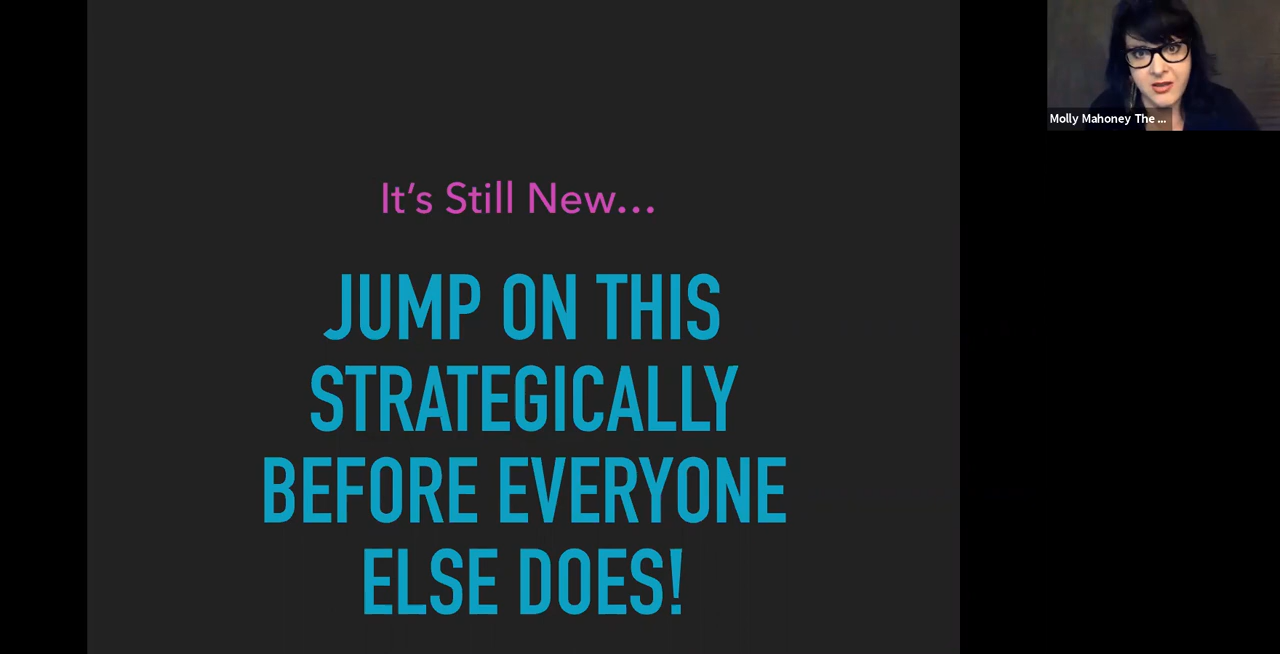 It's Still New...
JUMP ON THIS
STRATEGICALLY
BEFORE EVERYONE
ELSE DOES!
Molly Mahoney The ...